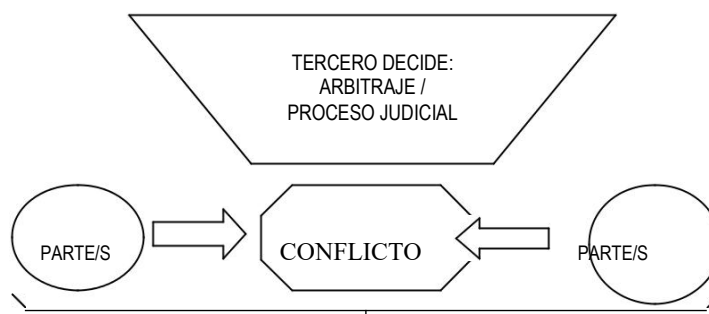 TERCERO DECIDE:
ARBITRAJE /
PROCESO JUDICIAL
PARTE/S
CONFLICTO
PARTE/S